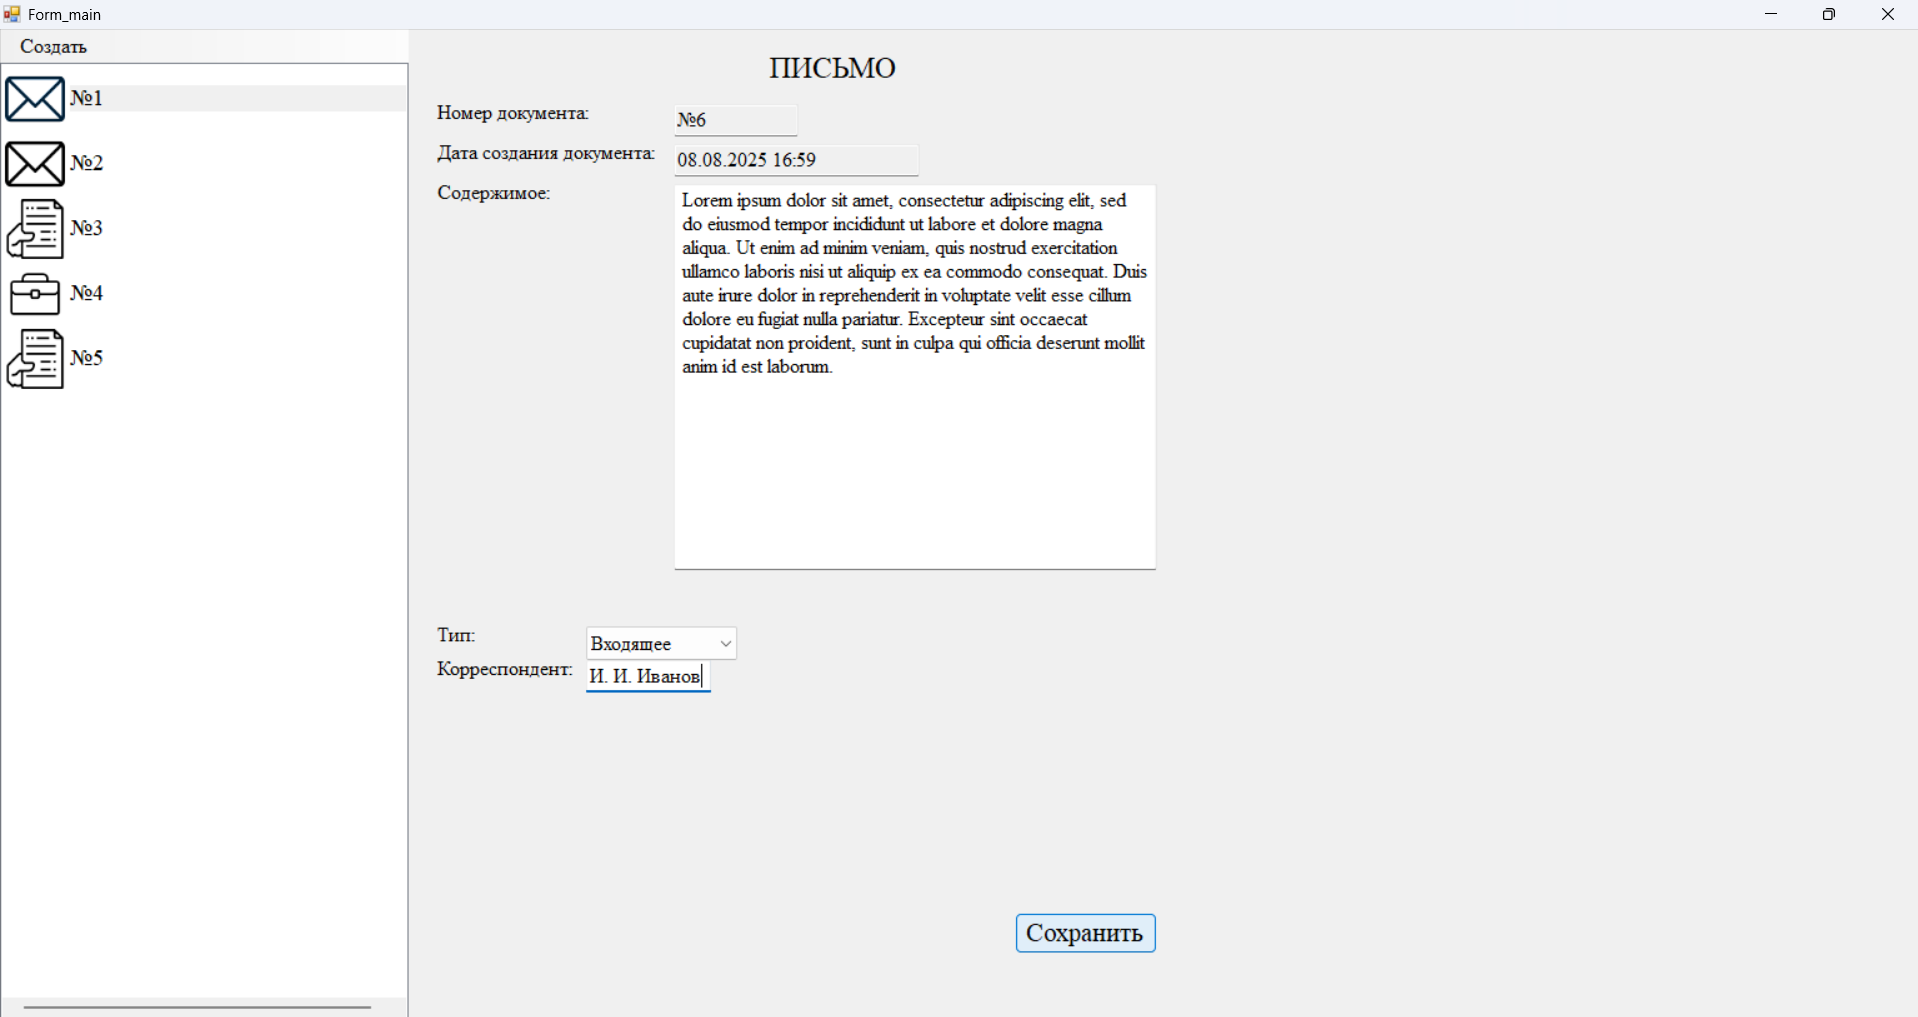 Form_main
Создать
№1
№2
№3
№4
№5
ПИСЬМО
Номер документа:
№6
Дата создания документа:
08.08.2025 16:59
Содержимое:
Lorem ipsum dolor sit amet, consectetur adipiscing elit, sed
do eiusmod tempor incididunt ut labore et dolore magna
aliqua. Ut enim ad minim veniam, quis nostrud exercitation
ullamco laboris nisi ut aliquip ex ea commodo consequat. Duis
aute irure dolor in reprehenderit in voluptate velit esse cillum
dolore eu fugiat nulla pariatur. Excepteur sint occaecat
cupidatat non proident, sunt in culpa qui officia deserunt mollit
anim id est laborum.
Тип:
Входящее
Корреспондент:
И. И. Иванов
Сохранить